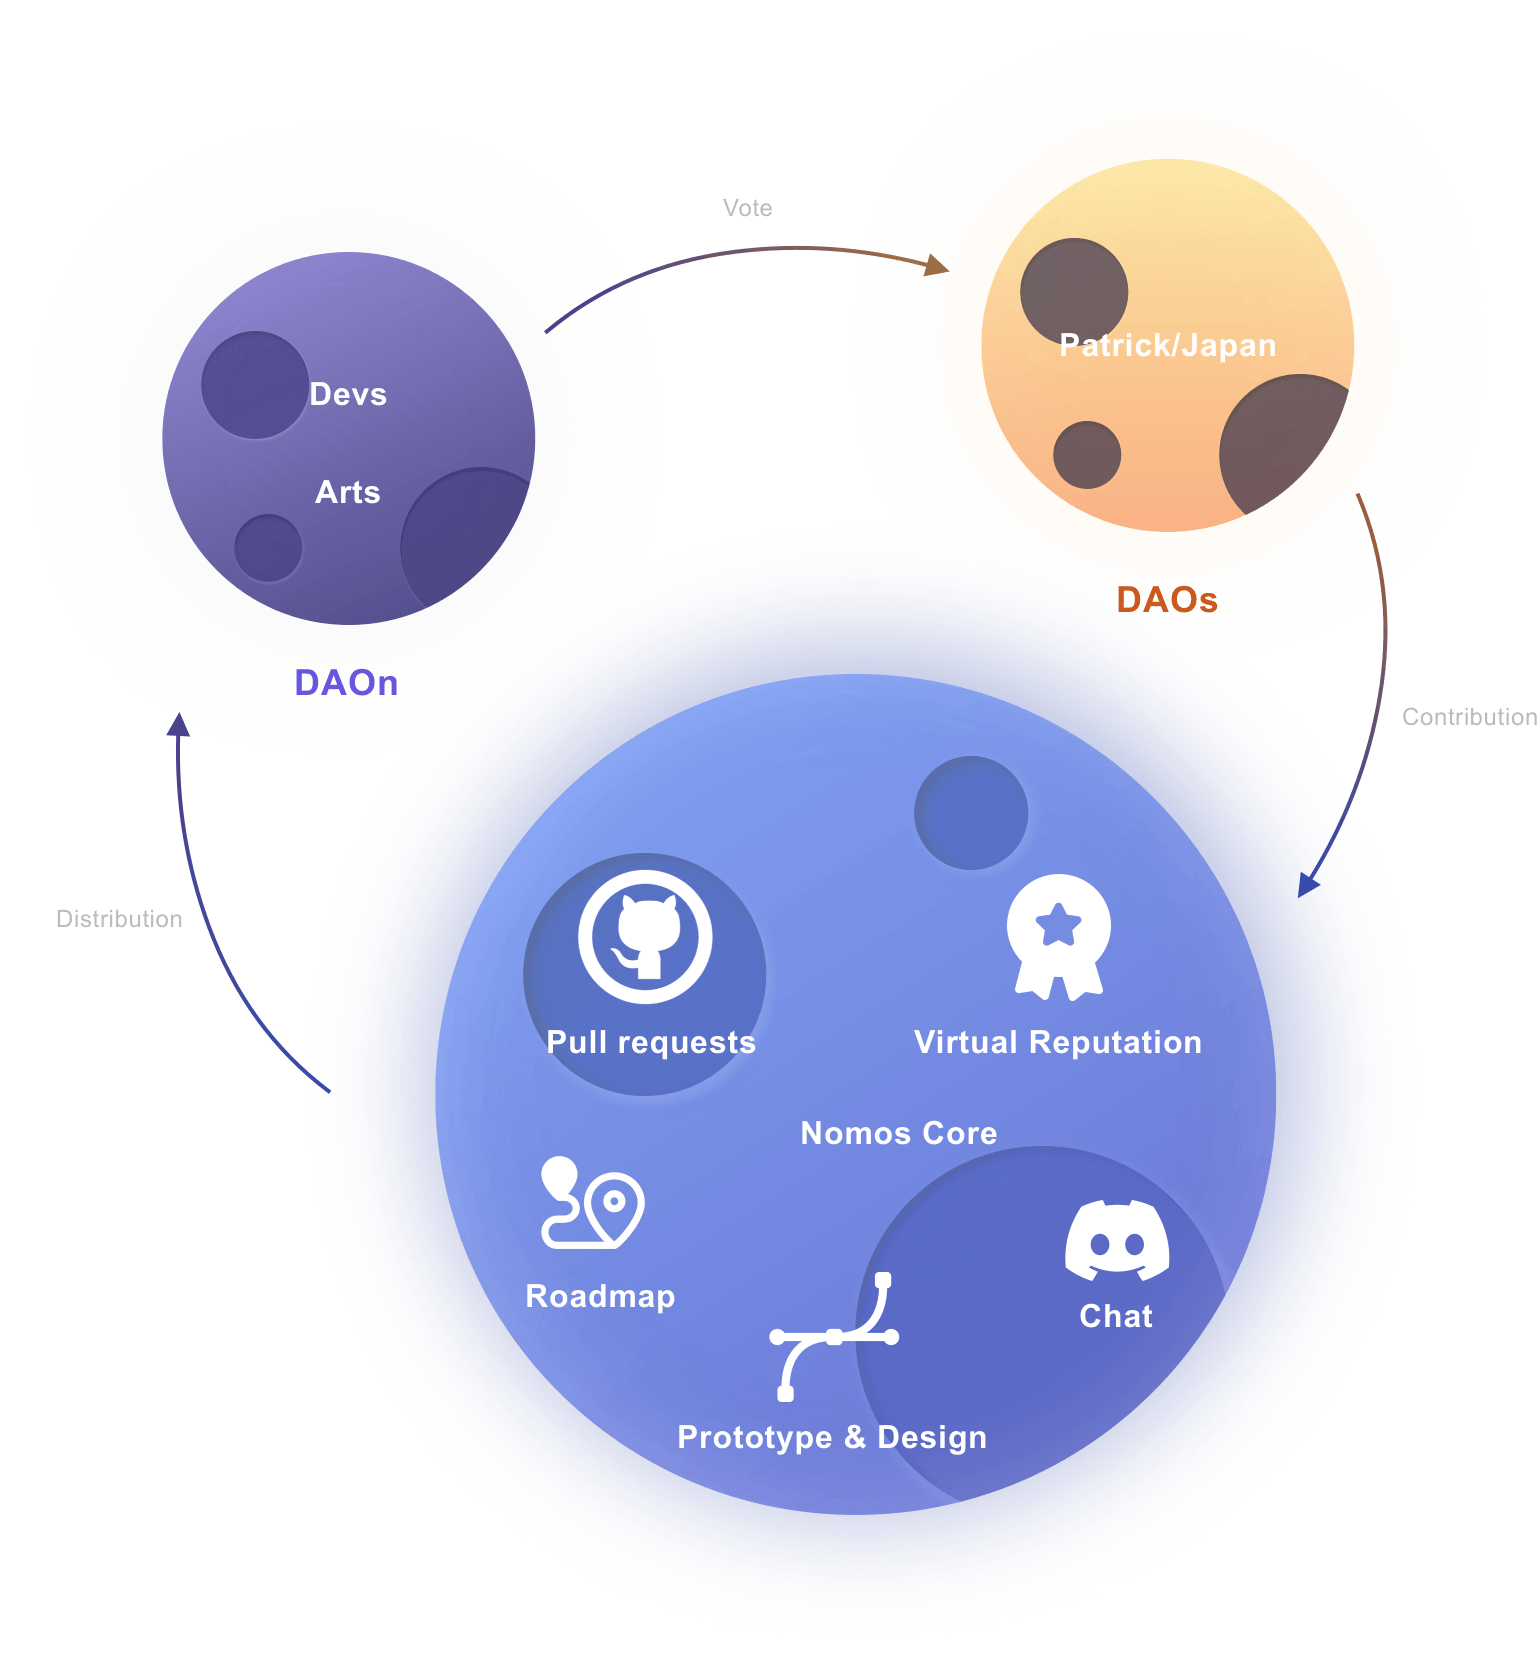 Vote
Patrick/Japan
Devs
Arts
DAOs
DAOn
Contribution
Distribution
Pull requests
Virtual Reputation
Nomos Core
Roadmap
Chat
Prototype & Design